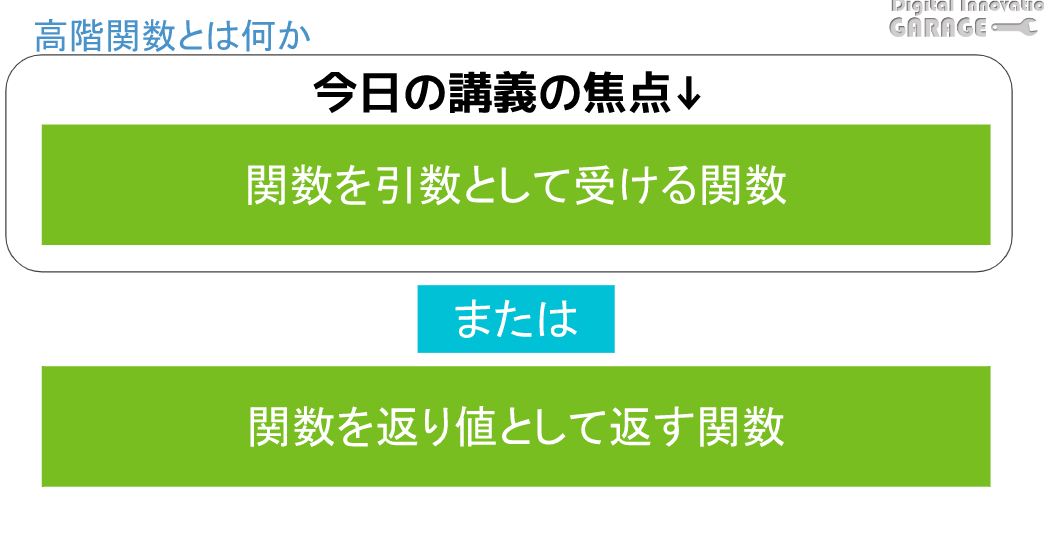 Digital Innovatio
GARAGE
高階関数とは何か
今日の講義の焦点↓
関数を引数として受ける関数
または
関数を返り値として返す関数